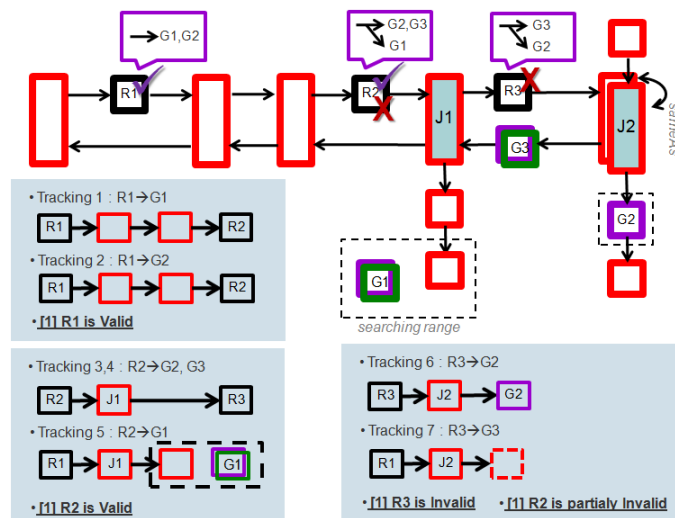 G1,G2
G2,G3
G1
G3
G2
R1
R2
J1
R3
J2
sameAs
G3
G2
G1
searching range
• Tracking 1 : R1→G1
R1
R2
• Tracking 2 : R1→G2
R1
R2
• [1] R1 is Valid
• Tracking 3,4 : R2→G2, G3
R2
J1
R3
• Tracking 5 : R2→G1
R1
J1
G1
• [1] R2 is Valid
• Tracking 6 : R3→G2
R3
J2
G2
• Tracking 7 : R3→G3
R1
J2
• [1] R3 is Invalid
• [1] R2 is partialy Invalid